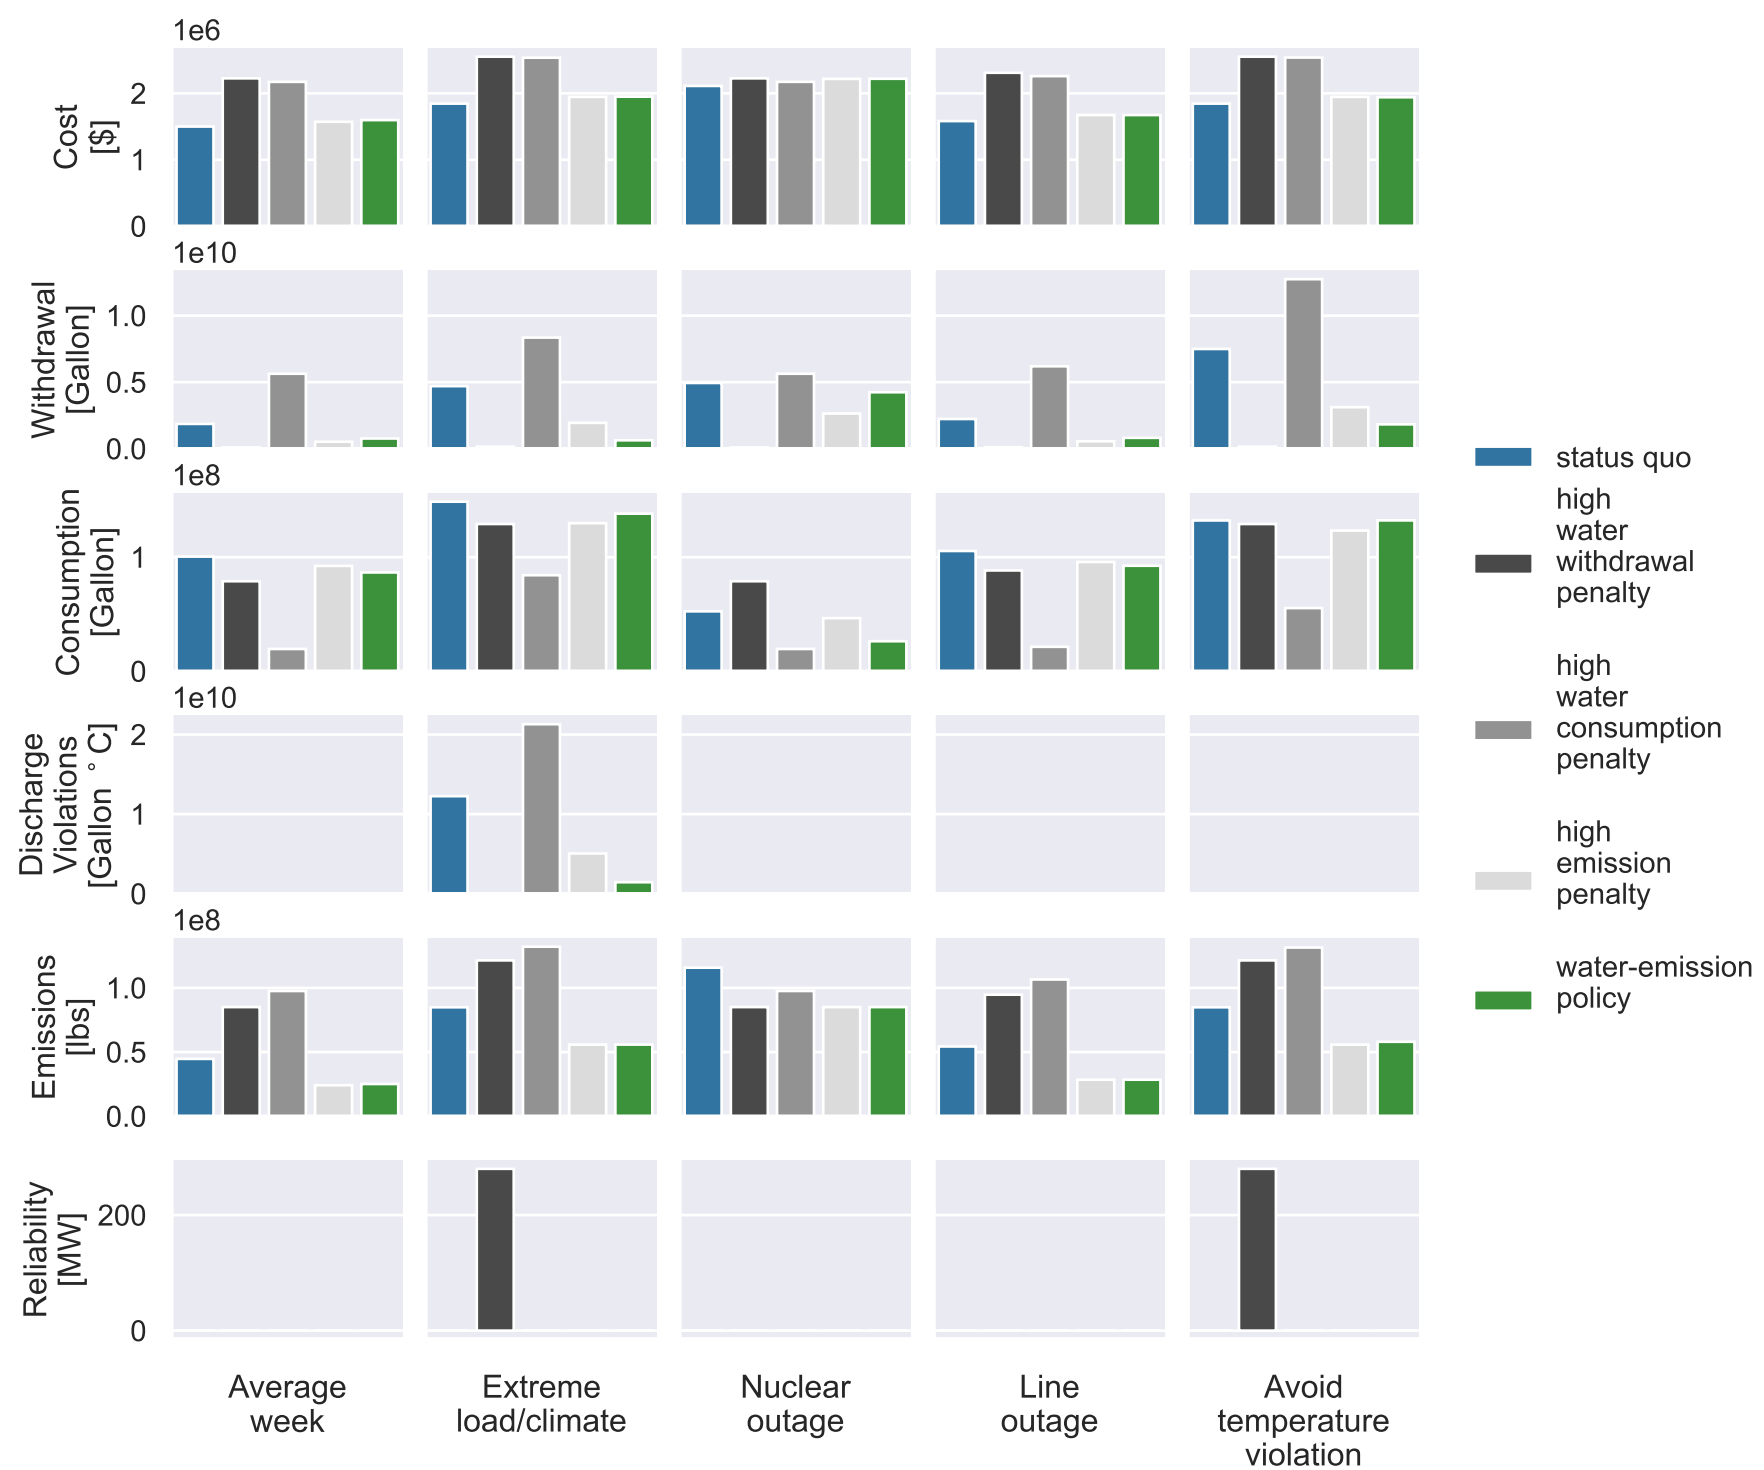 1e6
Cost
[$]
2
1
0
1e10
Withdrawal
[Gallon]
1.0
0.5
0.0
1e8
Consumption
[Gallon]
1
0
1e10
Discharge
Violations
[Gallon °C]
2
1
0
1e8
Emissions
[lbs]
1.0
0.5
0.0
Reliability
[MW]
200
0
Average
week
Extreme
load/climate
Nuclear
outage
Line
outage
Avoid
temperature
violation
status quo
high
water
withdrawal
penalty
high
water
consumption
penalty
high
emission
penalty
water-emission
policy